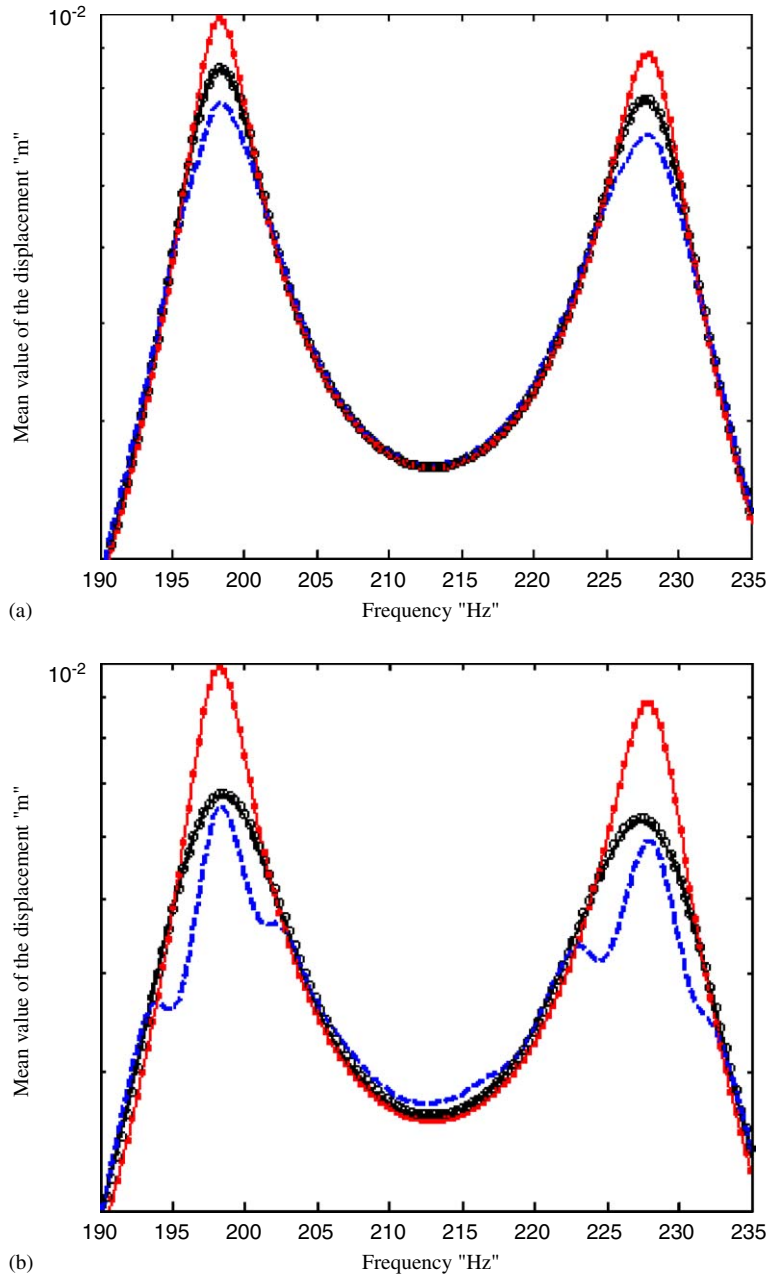 10-2
Mean value of the displacement "m"
190 195 200 205 210 215 220 225 230 235
(a) Frequency "Hz"
10-2
Mean value of the displacement "m"
190 195 200 205 210 215 220 225 230 235
(b) Frequency "Hz"